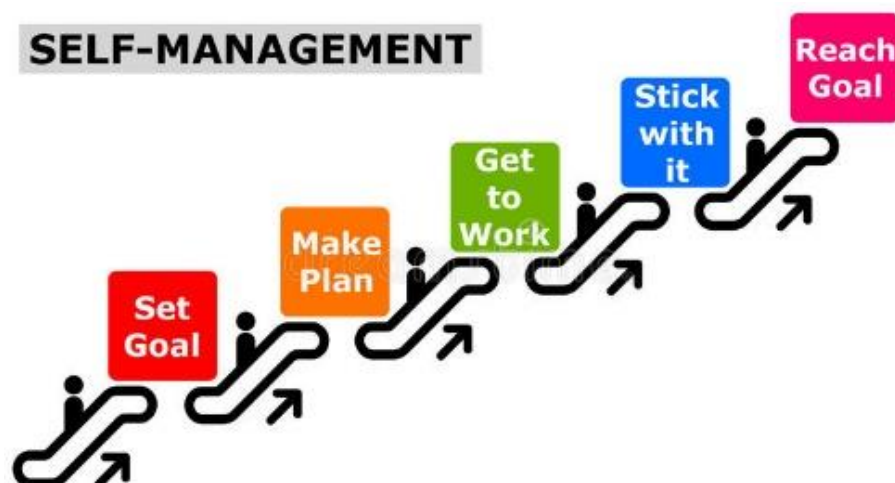 SELF-MANAGEMENT
Set
Goal
Make
Plan
Get
to
Work
Stick
with
it
Reach
Goal